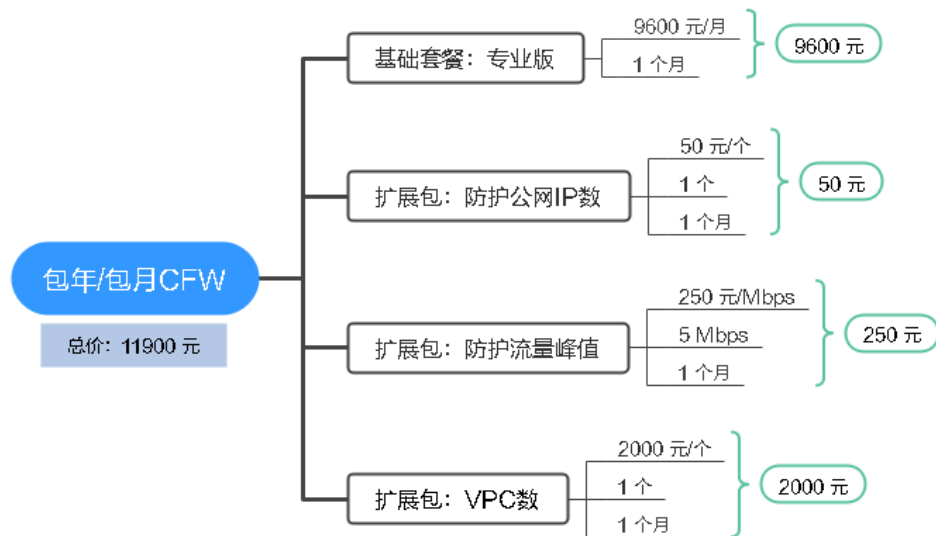 包年/包月CFW
总价：11900 元
基础套餐：专业版
9600 元/月
1 个月
9600 元
扩展包：防护公网IP数
50 元/个
1 个
1 个月
50 元
扩展包：防护流量峰值
250 元/Mbps
5 Mbps
1 个月
250 元
扩展包：VPC数
2000 元/个
1 个
1 个月
2000 元